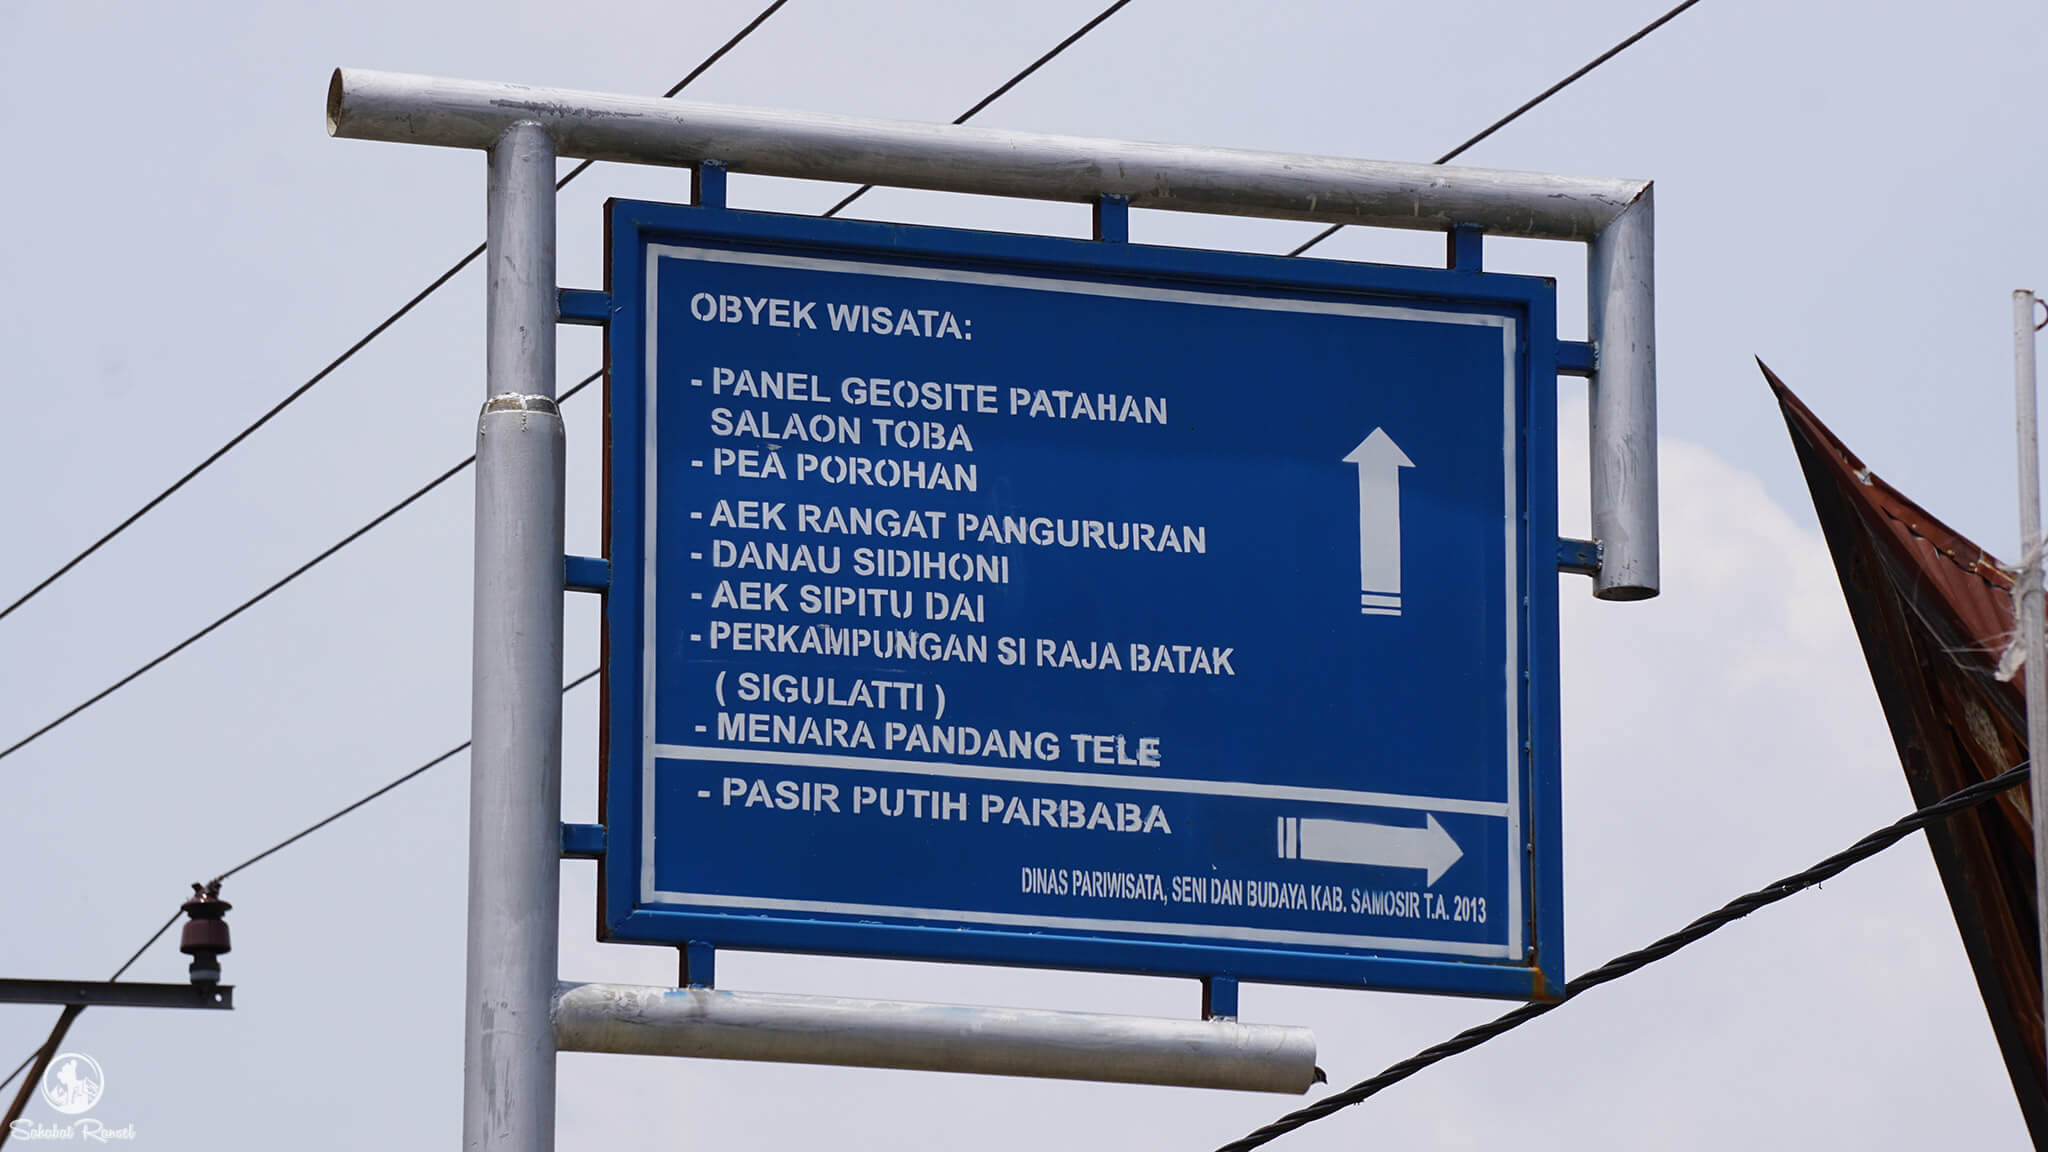 OBYEK WISATA:
- PANEL GEOSITE PATAHAN
SALAON TOBA
- PEA POROHAN
- AEK RANGAT PANGURURAN
- DANAU SIDIHONI
- AEK SIPITU DAI
- PERKAMPUNGAN SI RAJA BATAK
( SIGULATTI )
- MENARA PANDANG TELE
- PASIR PUTIH PARBABA
DINAS PARIWISATA, SENI DAN BUDAYA KAB. SAMOSIR T.A. 2013
Sahabat Ransel